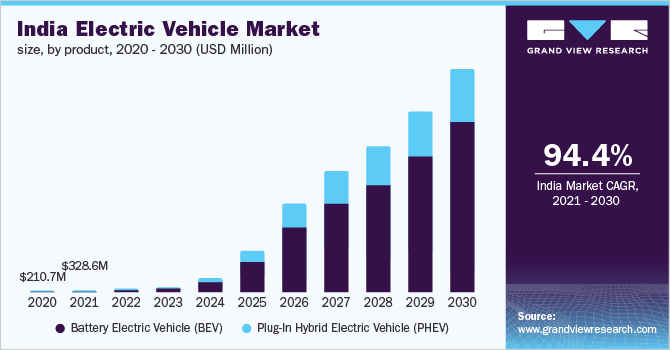 India Electric Vehicle Market
size, by product, 2020 - 2030 (USD Million)
$210.7M
$328.6M
2020 2021 2022 2023 2024 2025 2026 2027 2028 2029 2030
Battery Electric Vehicle (BEV) Plug-In Hybrid Electric Vehicle (PHEV)
GRAND VIEW RESEARCH
94.4%
India Market CAGR,
2021 - 2030
Source:
www.grandviewresearch.com